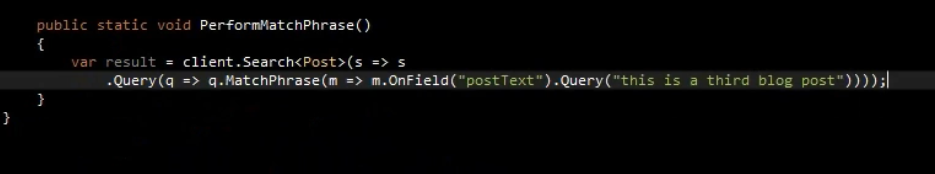 public static void PerformMatchPhrase()
{
var result = client.Search<Post>(s => s
.Query(q => q.MatchPhrase(m => m.OnField("postText").Query("this is a third blog post"))));
}
}